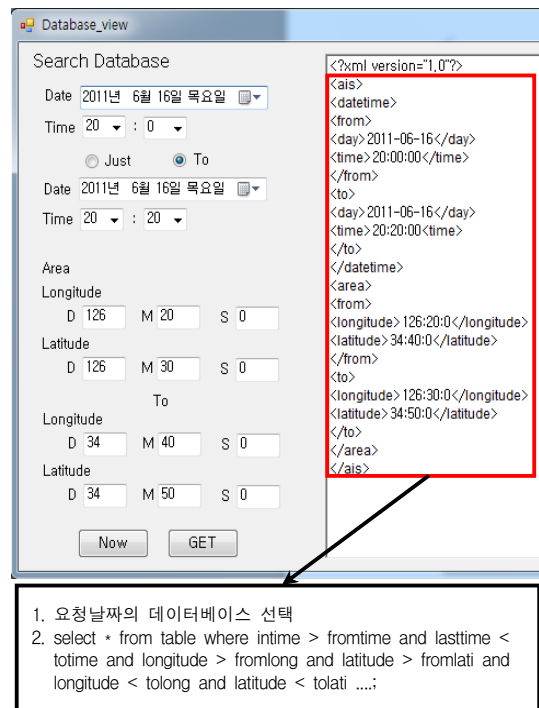 Database_view
Search Database
Date 2011년 6월 16일 목요일
Time 20 : 0
Just To
Date 2011년 6월 16일 목요일
Time 20 : 20
Area
Longitude
D 126 M 20 S 0
Latitude
D 126 M 30 S 0
To
Longitude
D 34 M 40 S 0
Latitude
D 34 M 50 S 0
Now GET
<?xml version="1,0"?>
<ais>
<datetime>
<from>
<day>2011-06-16</day>
<time>20:00:00</time>
</from>
<to>
<day>2011-06-16</day>
<time>20:20:00<time>
</to>
</datetime>
<area>
<from>
<longitude>126:20:0</longitude>
<latitude>34:40:0</latitude>
</from>
<to>
<longitude>126:30:0</longitude>
<latitude>34:50:0</latitude>
</to>
</area>
</ais>
1. 요청날짜의 데이터베이스 선택
2. select * from table where intime > fromtime and lasttime <
totime and longitude > fromlong and latitude > fromlati and
longitude < tolong and latitude < tolati ....;